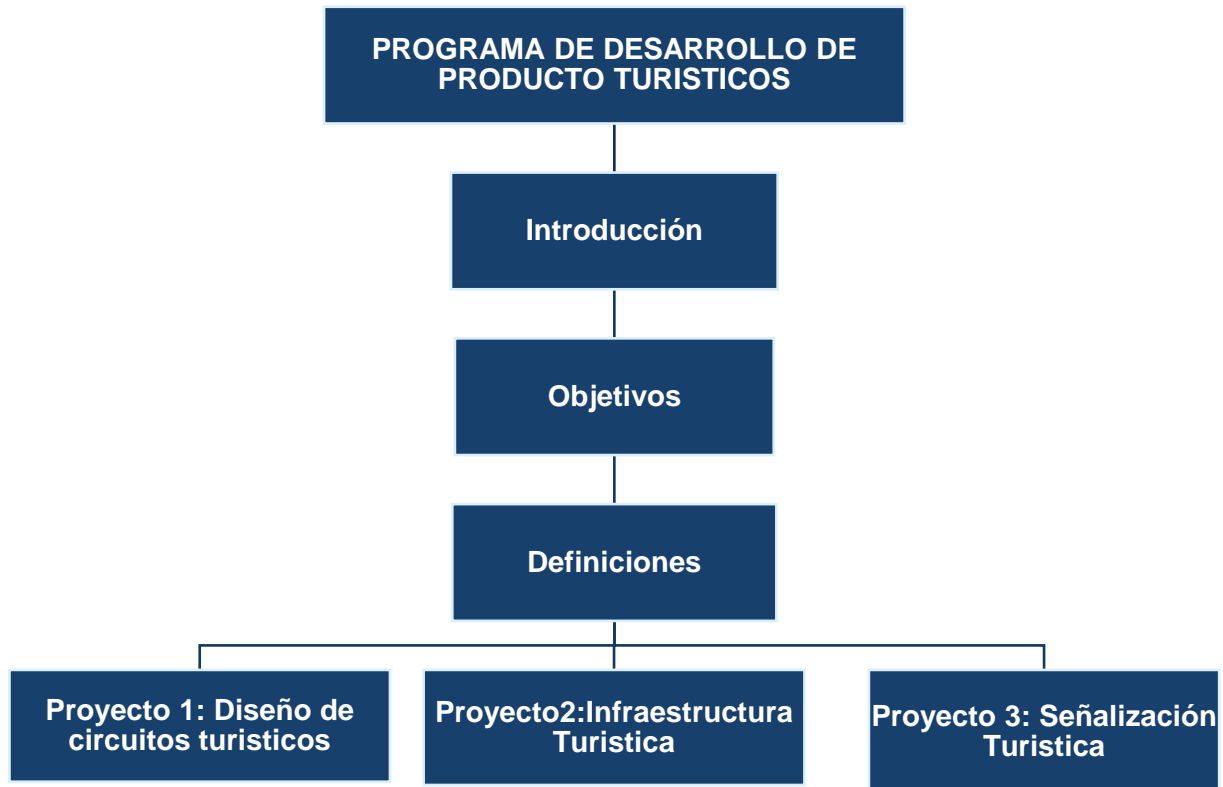 PROGRAMA DE DESARROLLO DE
PRODUCTO TURISTICOS
Introducción
Objetivos
Definiciones
Proyecto 1: Diseño de
circuitos turisticos
Proyecto2:Infraestructura
Turistica
Proyecto 3: Señalización
Turistica